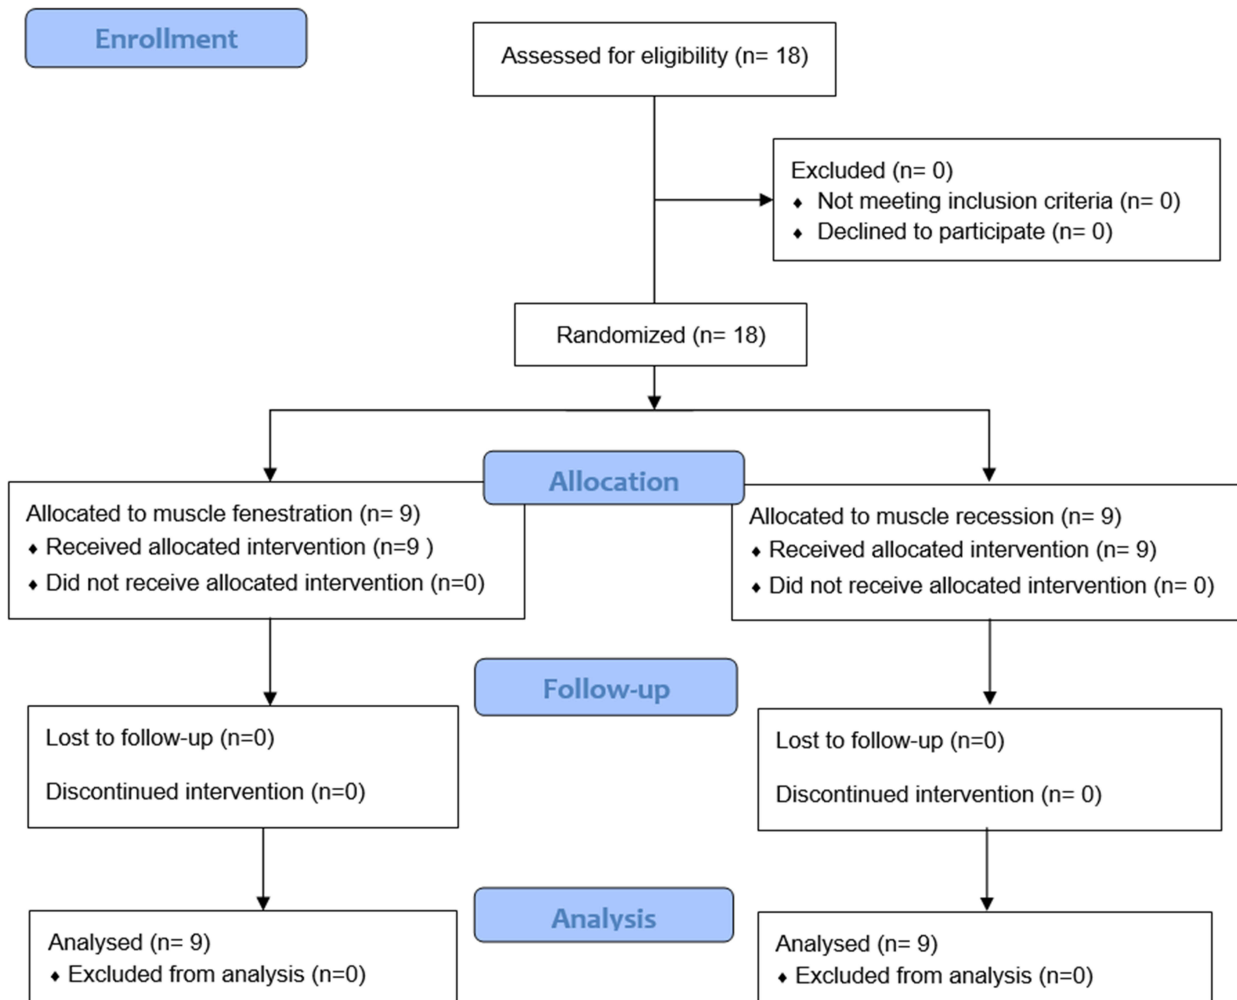 Enrollment
Assessed for eligibility (n= 18)
Excluded (n= 0)
♦ Not meeting inclusion criteria (n= 0)
♦ Declined to participate (n= 0)
Randomized (n= 18)
Allocation
Allocated to muscle fenestration (n= 9)
♦ Received allocated intervention (n=9 )
♦ Did not receive allocated intervention (n=0)
Allocated to muscle recession (n= 9)
♦ Received allocated intervention (n= 9)
♦ Did not receive allocated intervention (n= 0)
Follow-up
Lost to follow-up (n=0)
Discontinued intervention (n=0)
Lost to follow-up (n=0)
Discontinued intervention (n= 0)
Analysis
Analysed (n= 9)
♦ Excluded from analysis (n=0)
Analysed (n= 9)
♦ Excluded from analysis (n=0)